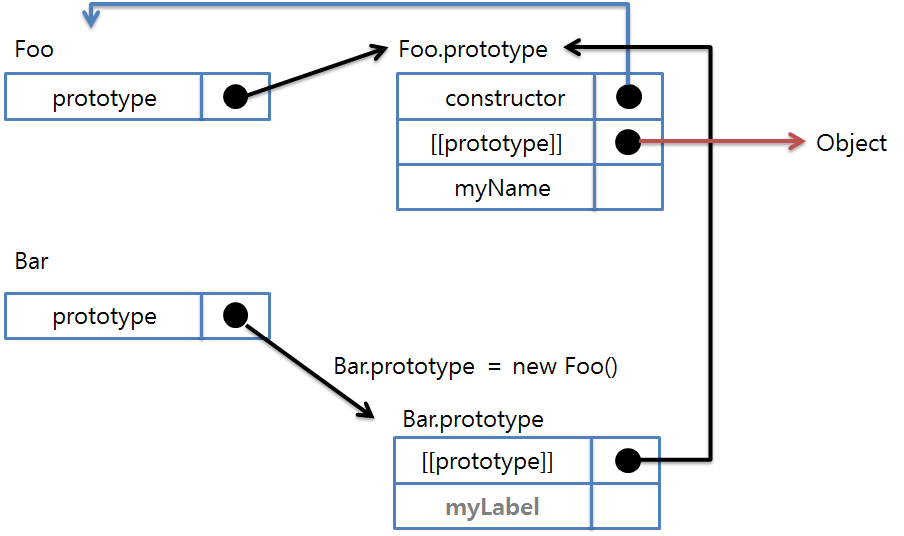 Foo
Foo.prototype
prototype
constructor
[[prototype]]
Object
myName
Bar
prototype
Bar.prototype = new Foo()
Bar.prototype
[[prototype]]
myLabel